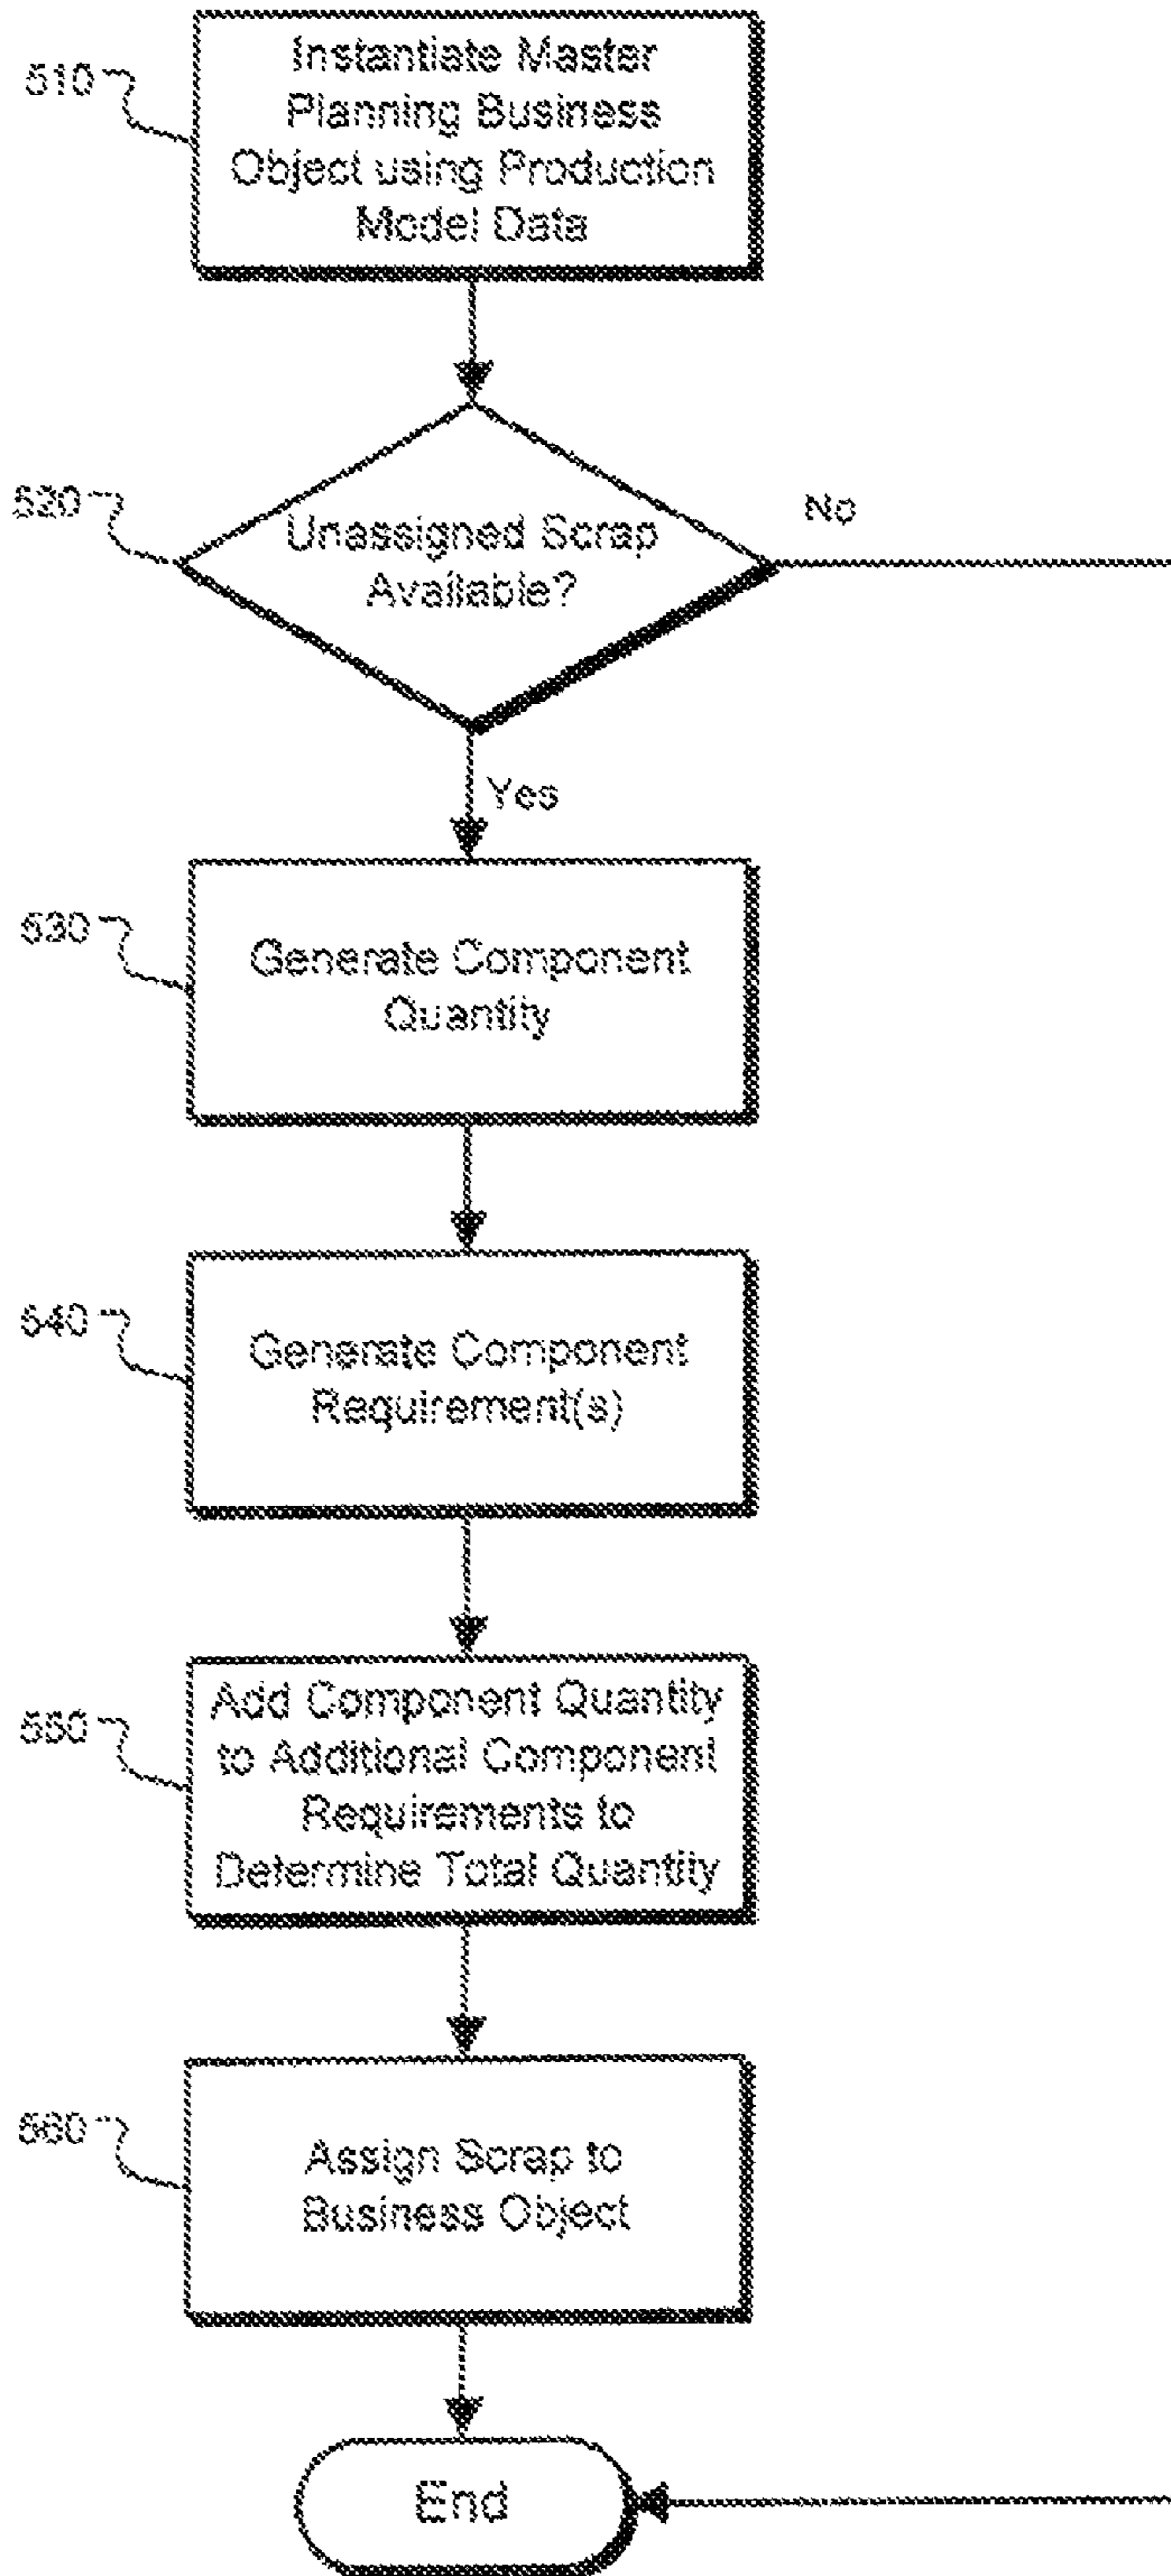 510
Instantiate Master
Planning Business
Object using Production
Model Data
520
Unassigned Scrap
Available?
No
Yes
530
Generate Component
Quantity
540
Generate Component
Requirement(s)
550
Add Component Quantity
to Additional Component
Requirements to
Determine Total Quantity
560
Assign Scrap to
Business Object
End